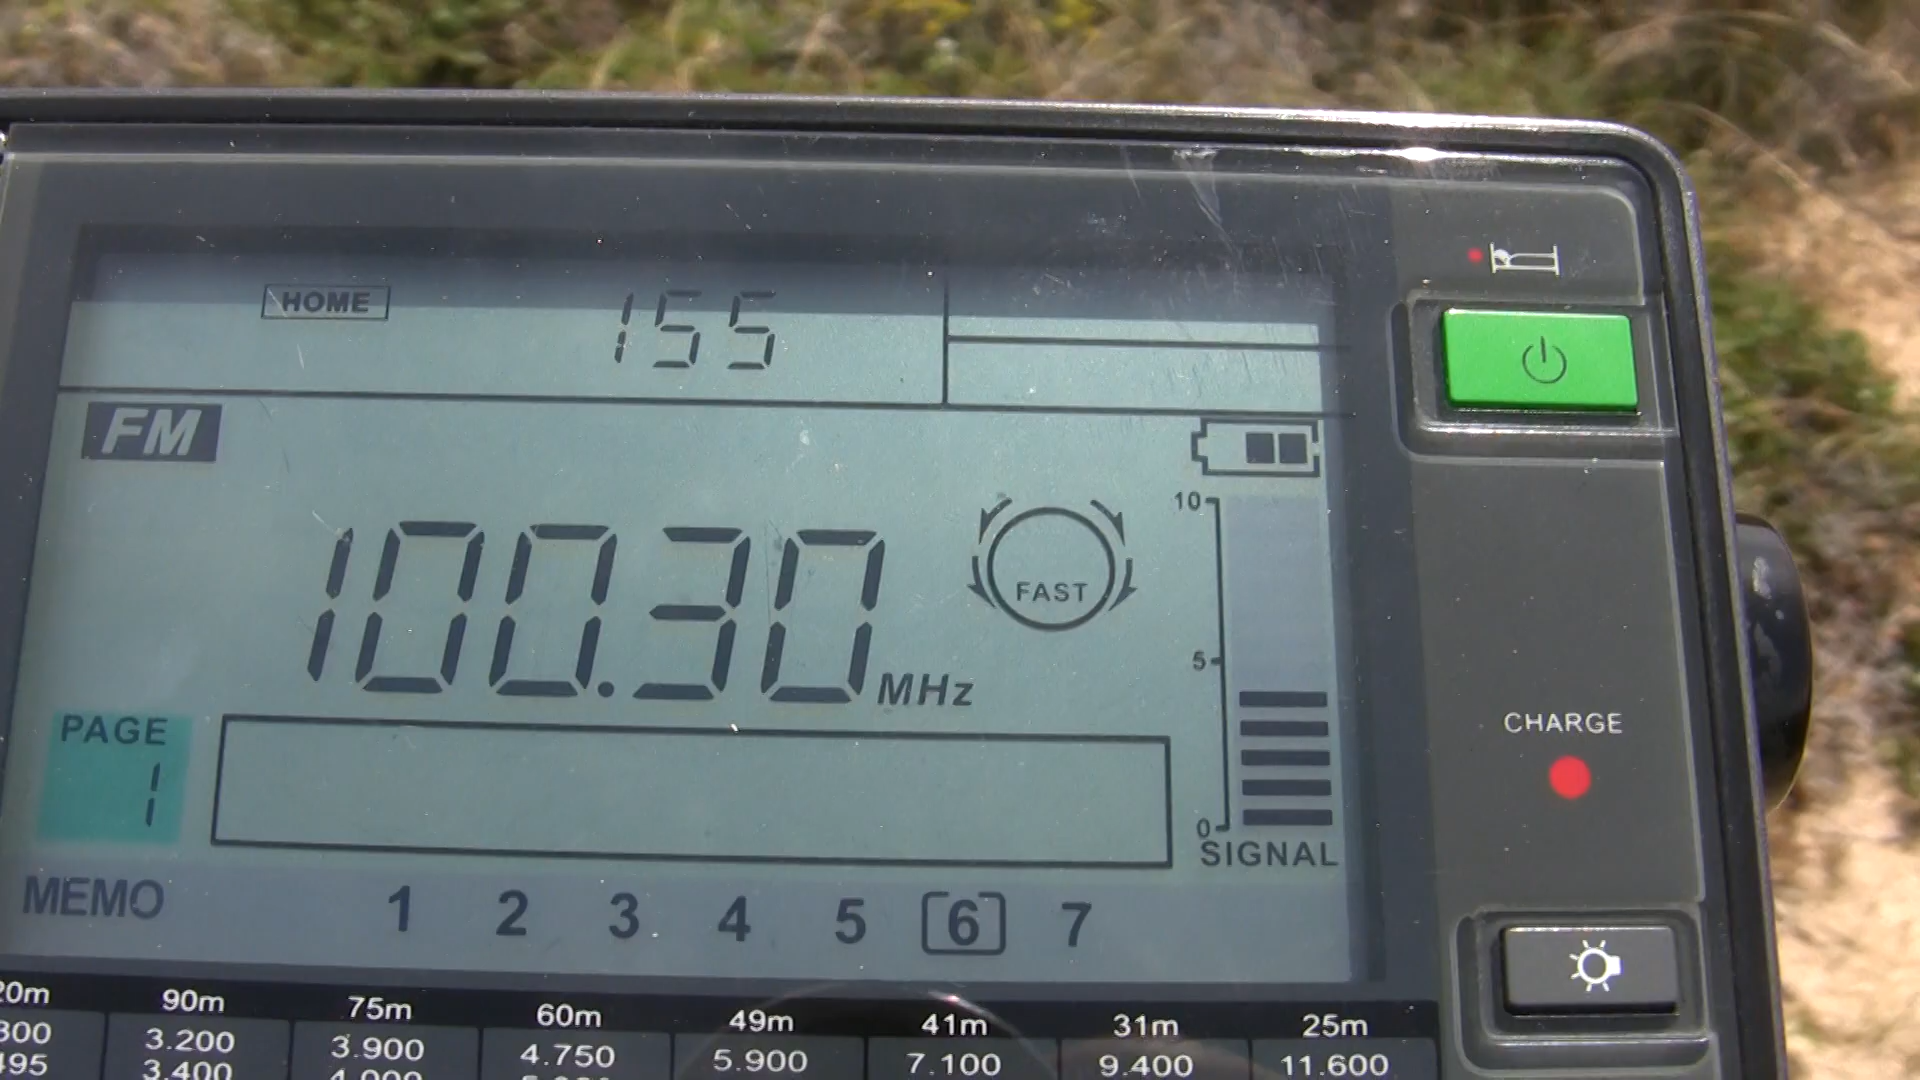 HOME
155
FM
100.30 MHz
FAST
10
5
0
SIGNAL
PAGE
1
MEMO 1 2 3 4 5 6 7
CHARGE
90m 75m 60m 49m 41m 31m 25m
3.200 3.900 4.750 5.900 7.100 9.400 11.600
3.400